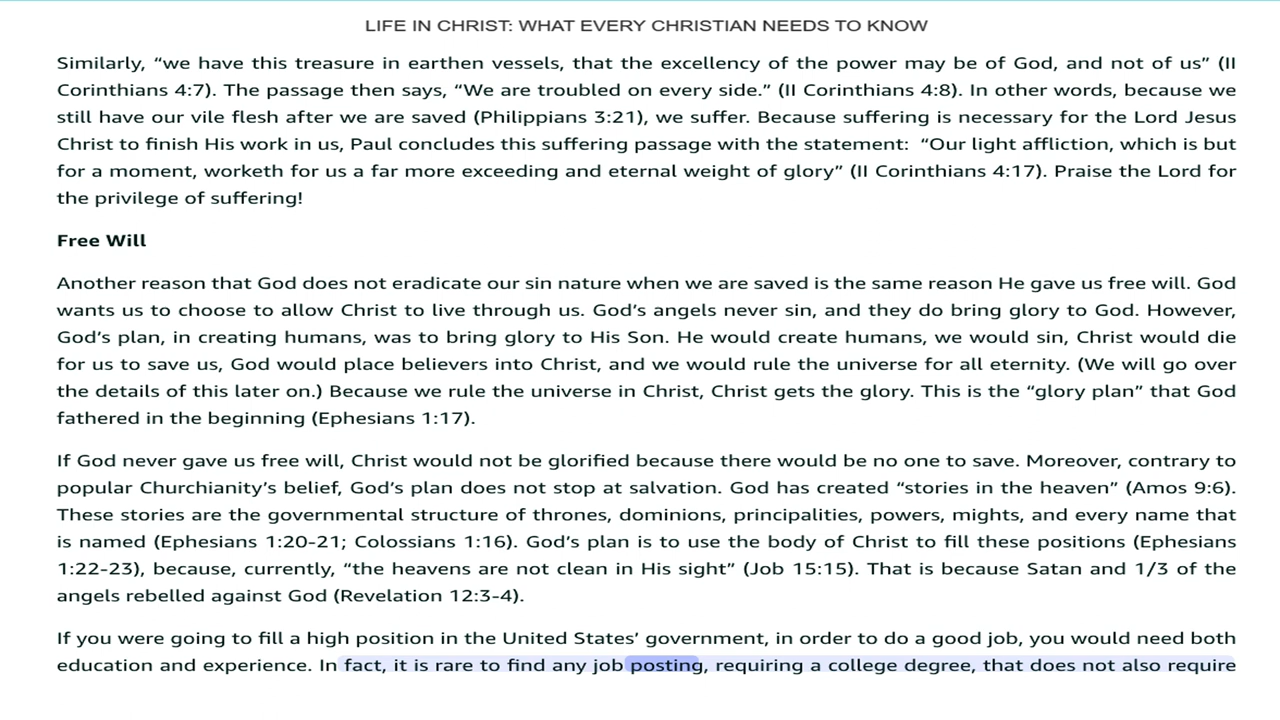 LIFE IN CHRIST: WHAT EVERY CHRISTIAN NEEDS TO KNOW
Similarly, “we have this treasure in earthen vessels, that the excellency of the power may be of God, and not of us” (II
Corinthians 4:7). The passage then says, “We are troubled on every side.” (II Corinthians 4:8). In other words, because we
still have our vile flesh after we are saved (Philippians 3:21), we suffer. Because suffering is necessary for the Lord Jesus
Christ to finish His work in us, Paul concludes this suffering passage with the statement:  “Our light affliction, which is but
for a moment, worketh for us a far more exceeding and eternal weight of glory” (II Corinthians 4:17). Praise the Lord for
the privilege of suffering!
Free Will
Another reason that God does not eradicate our sin nature when we are saved is the same reason He gave us free will. God
wants us to choose to allow Christ to live through us. God’s angels never sin, and they do bring glory to God. However,
God’s plan, in creating humans, was to bring glory to His Son. He would create humans, we would sin, Christ would die
for us to save us, God would place believers into Christ, and we would rule the universe for all eternity. (We will go over
the details of this later on.) Because we rule the universe in Christ, Christ gets the glory. This is the “glory plan” that God
fathered in the beginning (Ephesians 1:17).
If God never gave us free will, Christ would not be glorified because there would be no one to save. Moreover, contrary to
popular Churchianity’s belief, God’s plan does not stop at salvation. God has created “stories in the heaven” (Amos 9:6).
These stories are the governmental structure of thrones, dominions, principalities, powers, mights, and every name that
is named (Ephesians 1:20-21; Colossians 1:16). God’s plan is to use the body of Christ to fill these positions (Ephesians
1:22-23), because, currently, “the heavens are not clean in His sight” (Job 15:15). That is because Satan and 1/3 of the
angels rebelled against God (Revelation 12:3-4).
If you were going to fill a high position in the United States’ government, in order to do a good job, you would need both
education and experience. In fact, it is rare to find any job posting, requiring a college degree, that does not also require